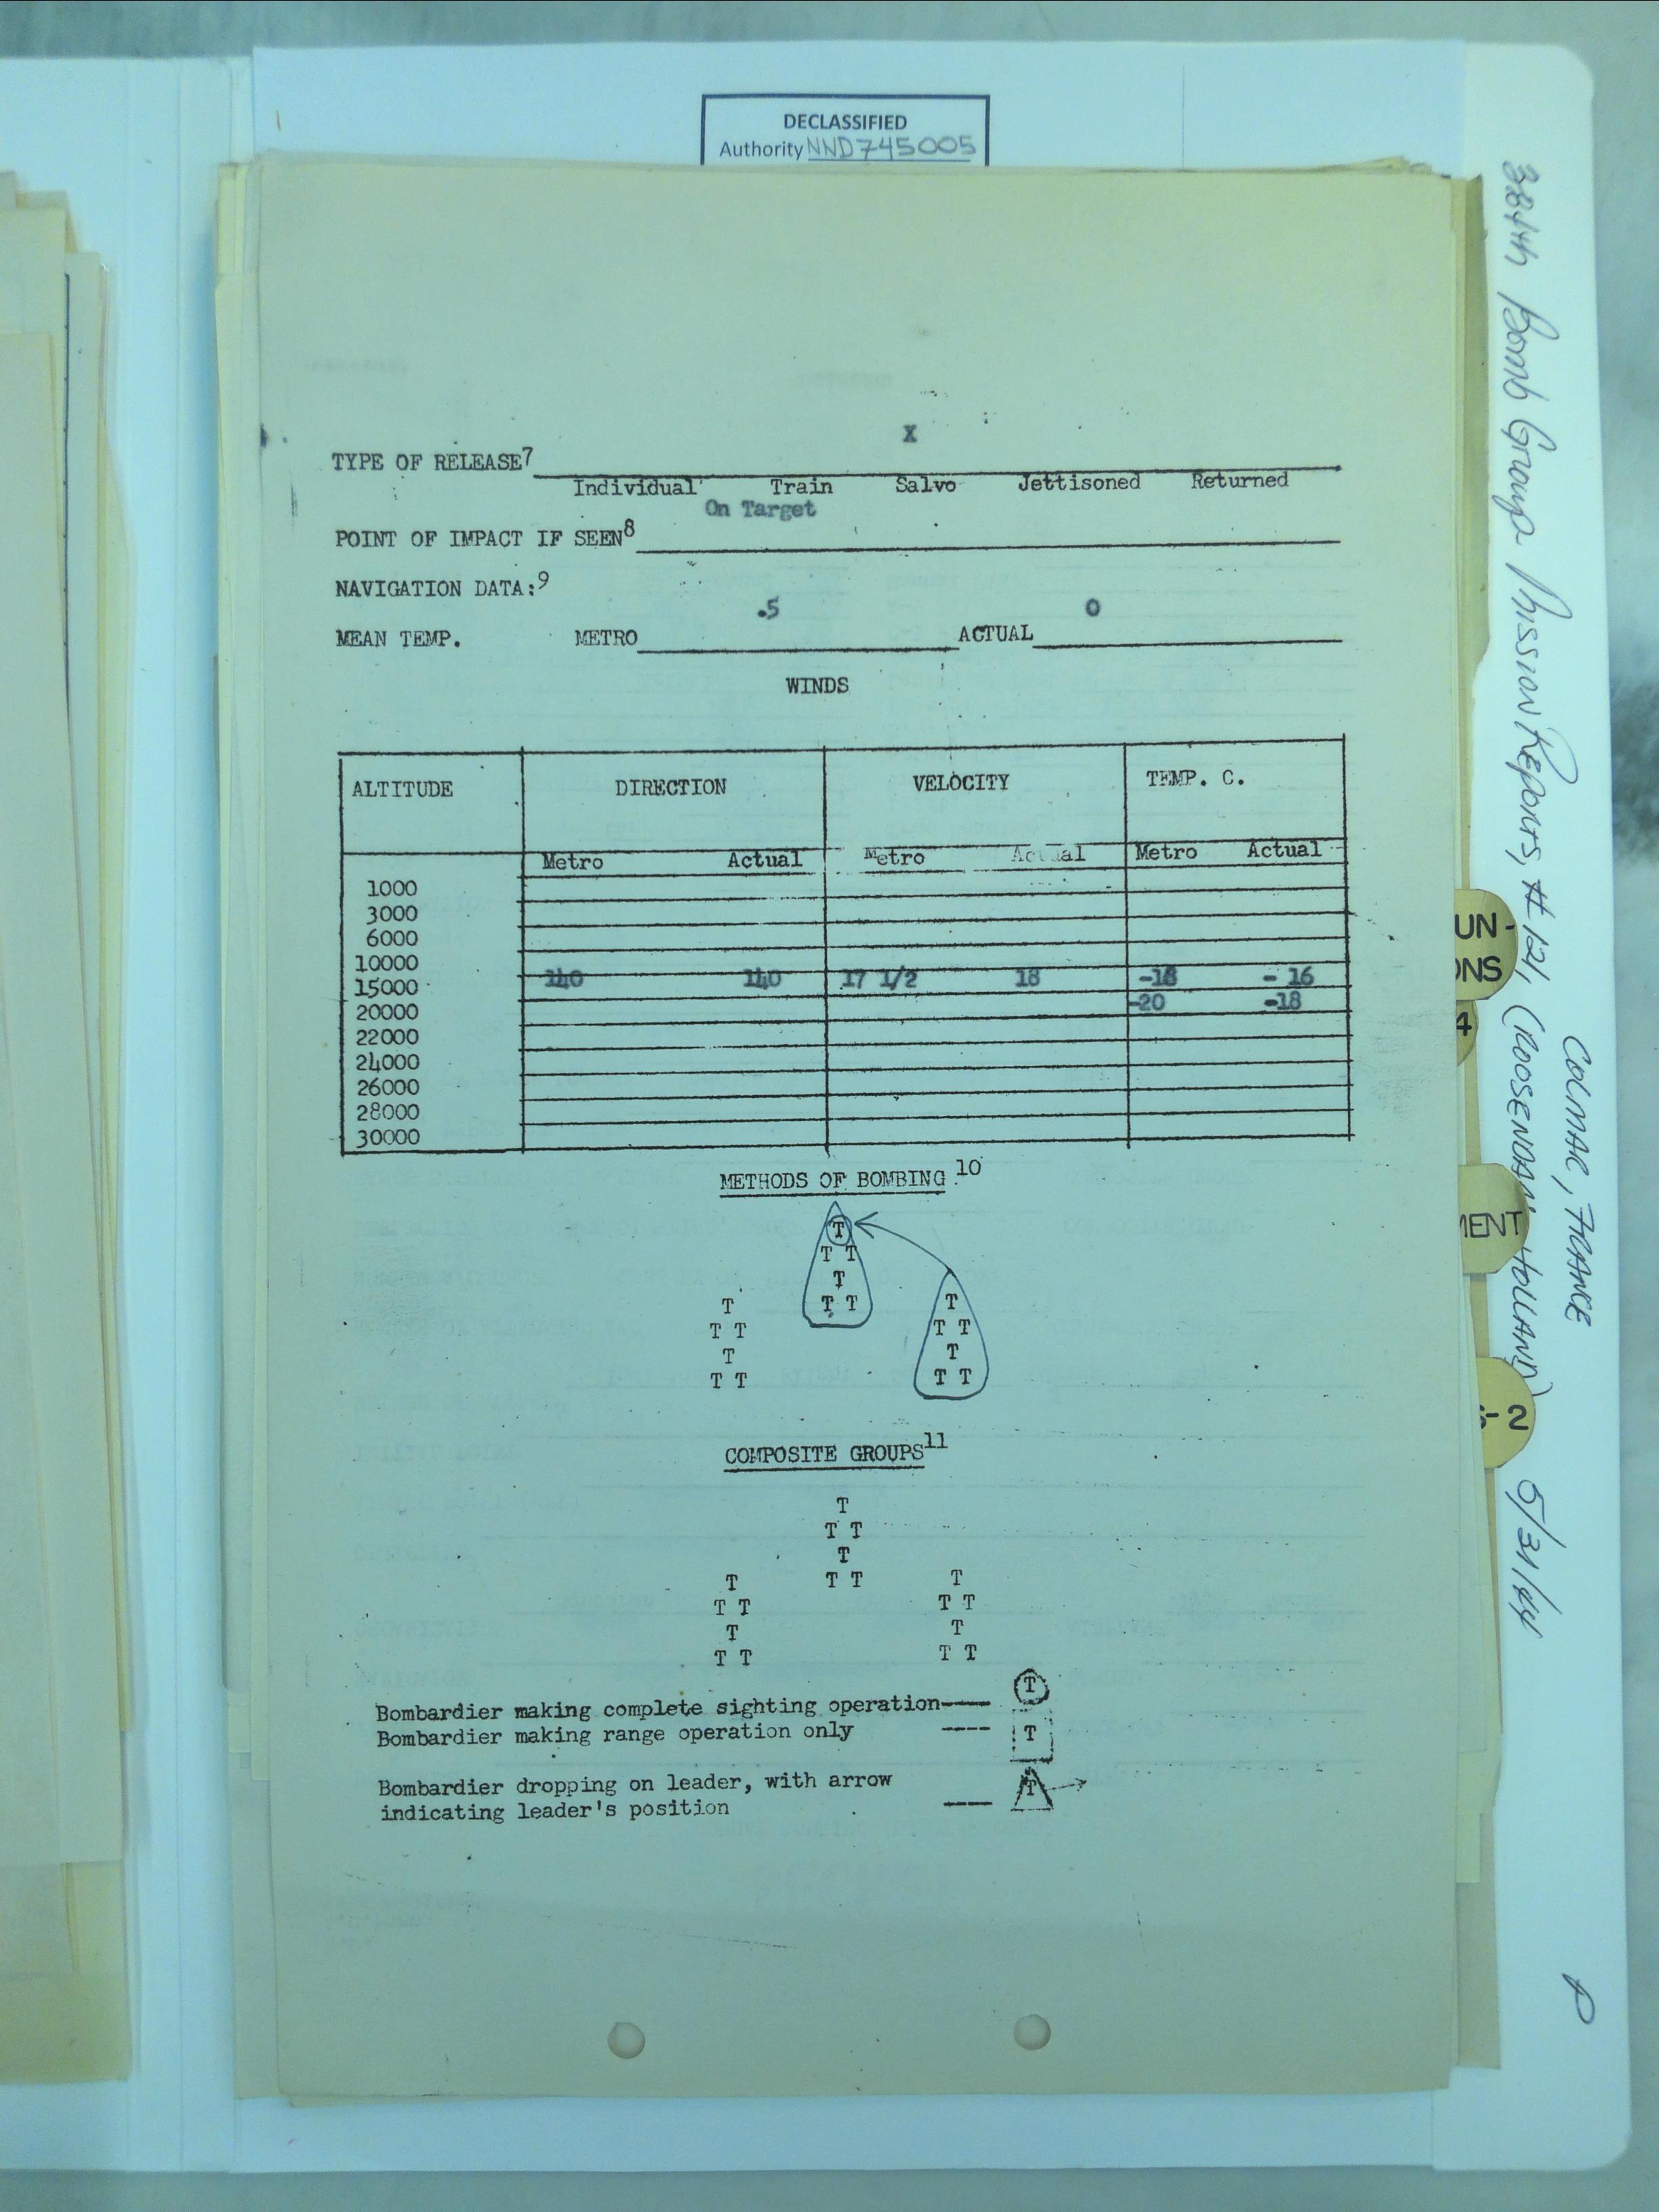 DECLASSIFIED
Authority NND745005
X
TYPE OF RELEASE7
Individual Train Salvo Jettisoned Returned
On Target
POINT OF IMPACT IF SEEN8
NAVIGATION DATA:9
.5 0
MEAN TEMP. METRO ACTUAL
WINDS
ALTITUDE DIRECTION VELOCITY TEMP. C.
Metro Actual Metro Actual Metro Actual
1000
3000
6000
10000
15000 140 140 17 1/2 18 -18 - 16
20000 -20 -18
22000
24000
26000
28000
30000
METHODS OF BOMBING 10
T
T T
T
T T
T
T T
T
T T
T
T T
T
T T
COMPOSITE GROUPS11
T
T T
T
T T
T
T T
T
T T
T
T T
T
T T
Bombardier making complete sighting operation T
Bombardier making range operation only T
Bombardier dropping on leader, with arrow T
indicating leader's position
384th Bomb Group Mission Reports, #121, (ROOSENDAAL, HOLLAND) 5/31/44
COLMAR, FRANCE
UN-
ONS
4
MENT
S-2